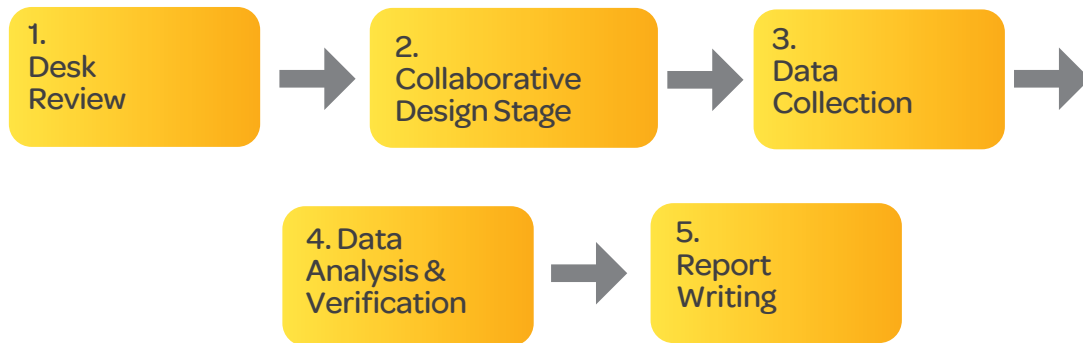 1.
Desk
Review
2.
Collaborative
Design Stage
3.
Data
Collection
4. Data
Analysis &
Verification
5.
Report
Writing